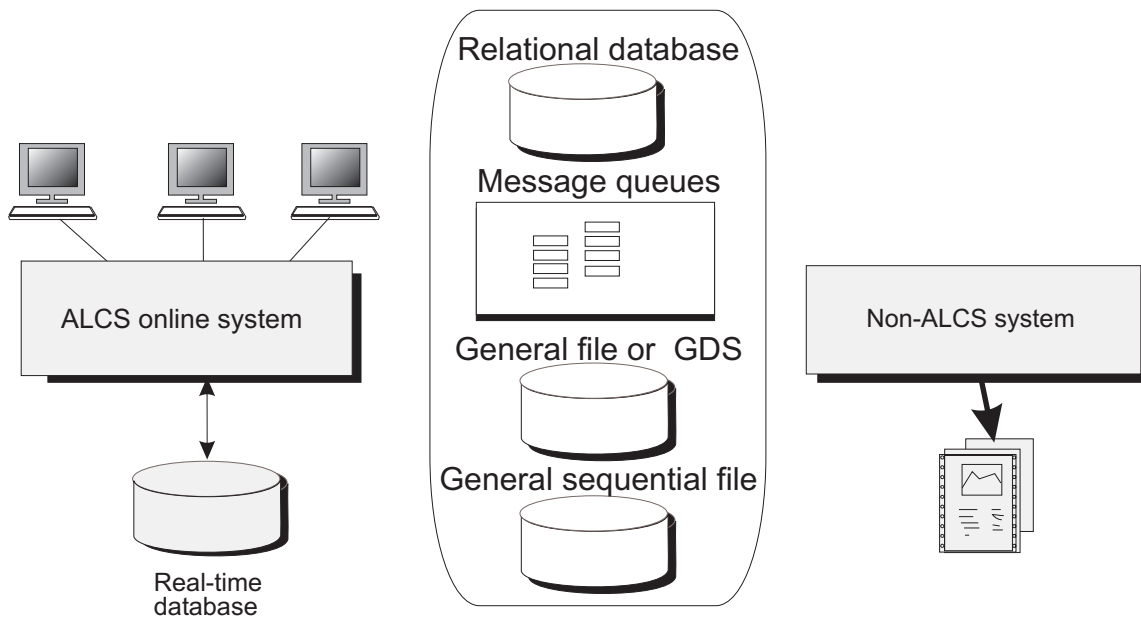 Relational database
Message queues
ALCS online system
General file or GDS
Non-ALCS system
General sequential file
Real-time
database